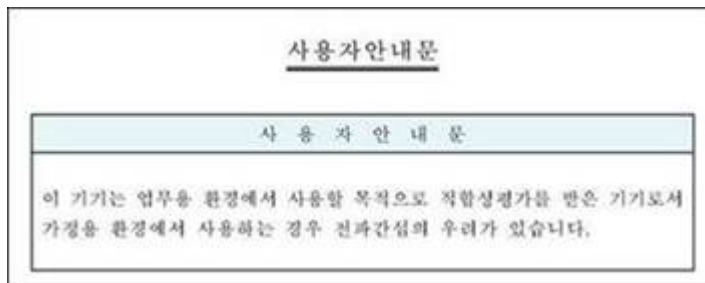 사용자안내문
사 용 자 안 내 문
이 기기는 업무용 환경에서 사용할 목적으로 적합성평가를 받은 기기로서
가정용 환경에서 사용하는 경우 전파간섭의 우려가 있습니다.